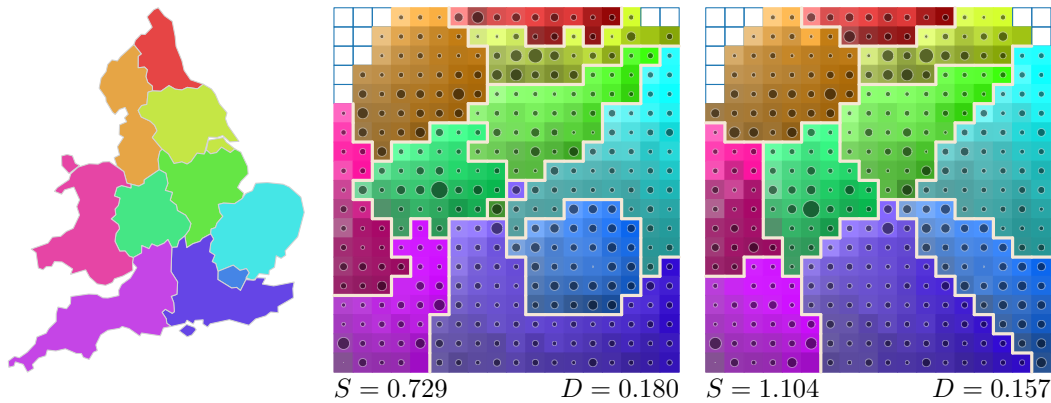 S = 0.729 D = 0.180 S = 1.104 D = 0.157